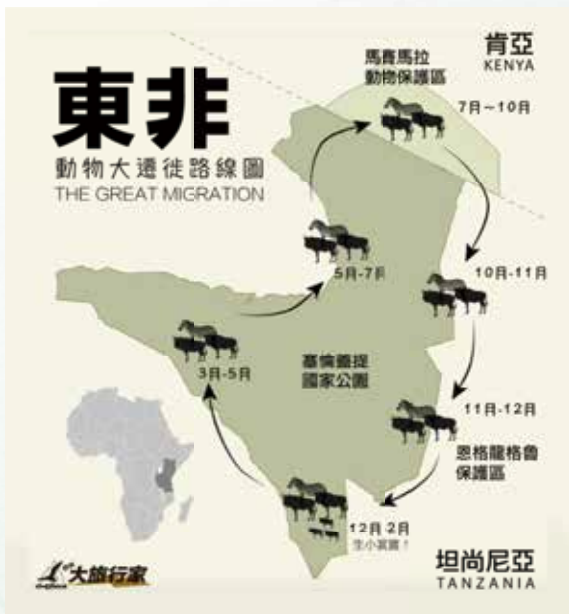 東非
動物大遷徙路線圖
THE GREAT MIGRATION
肯亞
KENYA
馬賽馬拉
動物保護區
7月~10月
10月-11月
11月-12月
恩格龍格魯
保護區
12月-2月
生小寶寶!
3月-5月
5月-7月
塞倫蓋提
國家公園
坦尚尼亞
TANZANIA
大旅行家